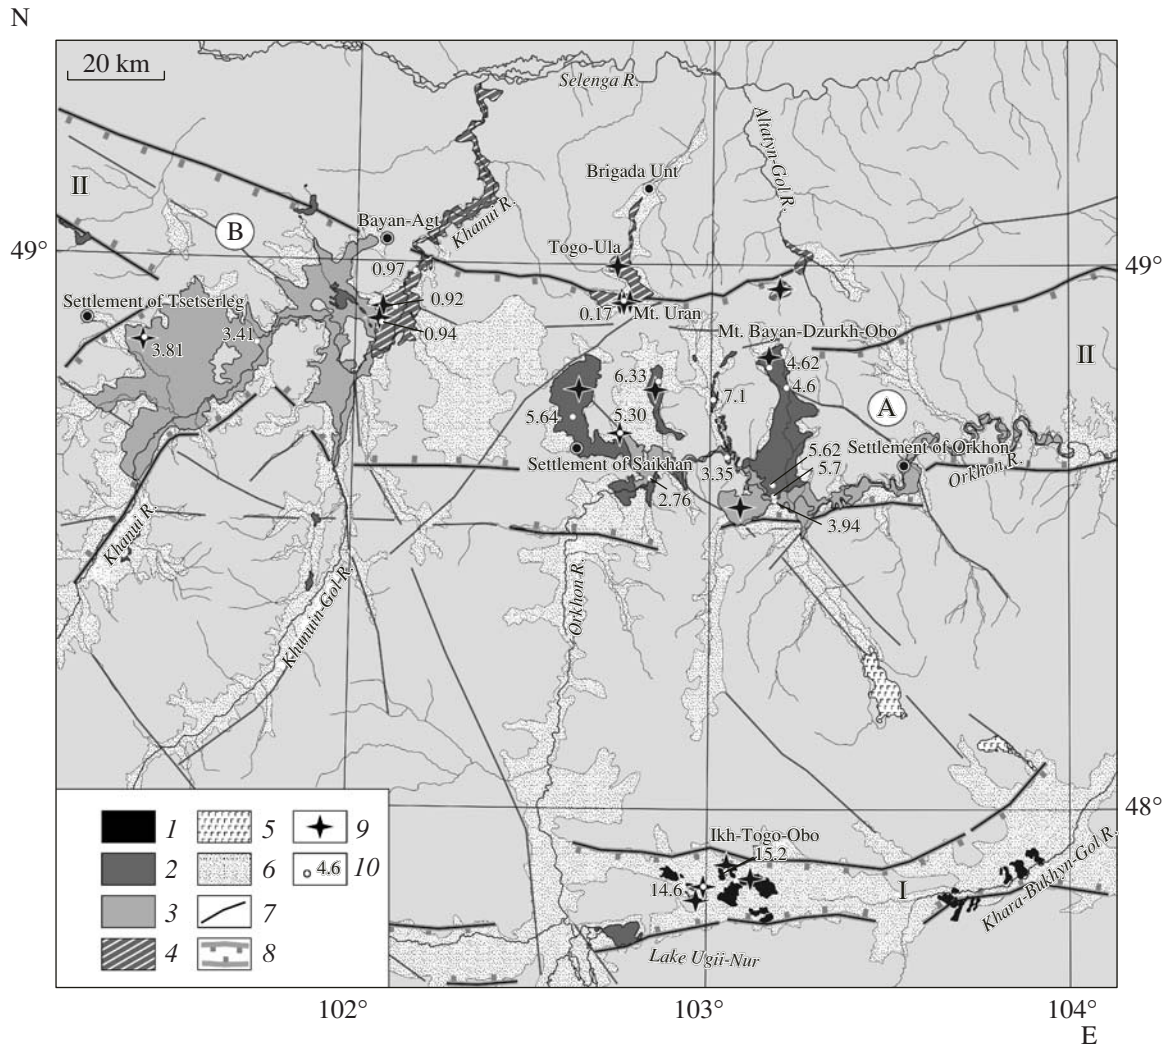 N
20 km
Selenga R.
Altatyn-Gol R.
Brigada Unt
II
Bayan-Agt
Khanui R.
B
49°
Togo-Ula
49°
0.97
Settlement of Tsetserleg
0.92
0.17
Mt. Uran
3.41
0.94
Mt. Bayan-Dzurkh-Obo
3.81
II
4.62
6.33
4.6
7.1
A
5.64
5.30
Settlement of Orkhon
5.62
Settlement of Saikhan
3.35
5.7
Orkhon R.
2.76
3.94
Khanui R.
Khunuin-Gol R.
Orkhon R.
48°
1
5
9
Ikh-Togo-Obo
15.2
2
6
4.6
10
14.6
I
Khara-Bukhyn-Gol R.
3
7
4
8
Lake Ugii-Nur
102°
103°
104°
E